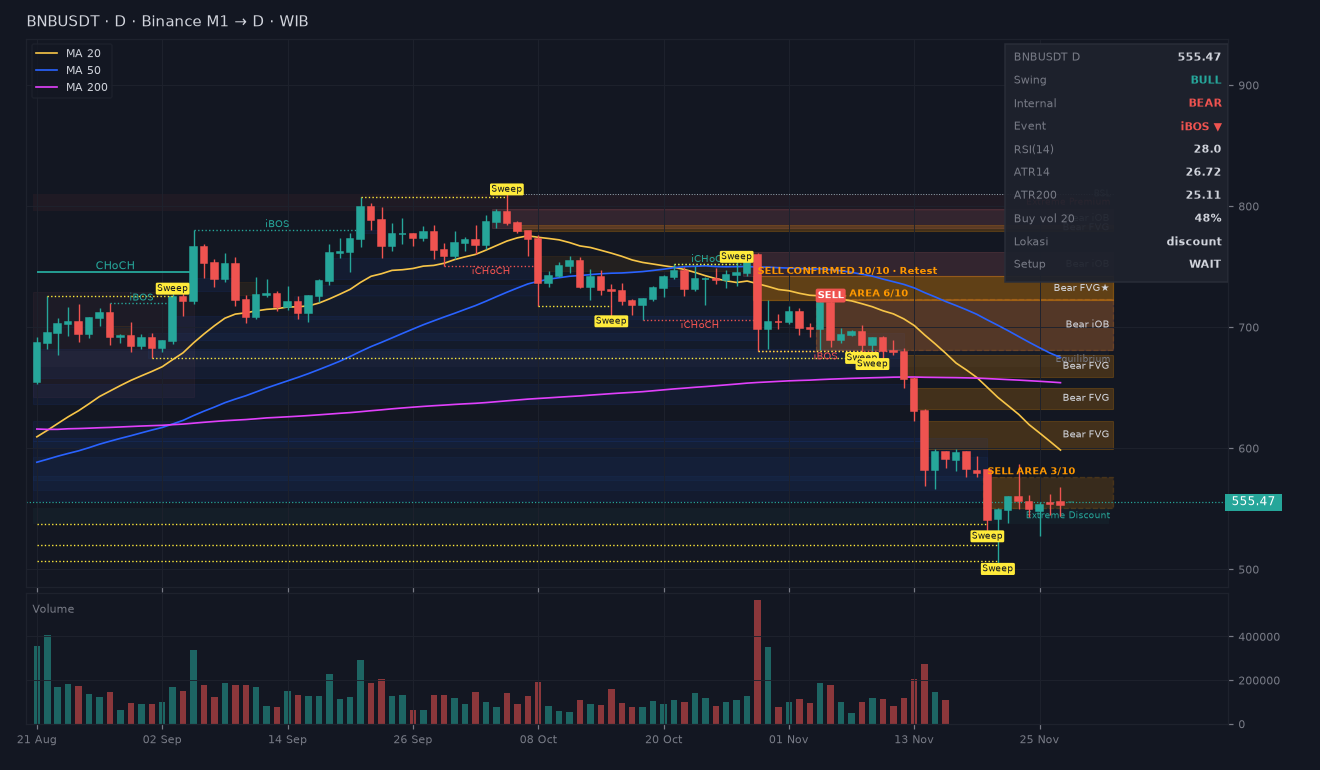 BNBUSDT · D · Binance M1 → D · WIB
MA 20
MA 50
MA 200
BNBUSDT D 555.47
Swing BULL
Internal BEAR
Event iBOS ▼
RSI(14) 28.0
ATR14 26.72
ATR200 25.11
Buy vol 20 48%
Lokasi discount
Setup WAIT
900
800
700
600
500
555.47
Sweep
iBOS
CHoCH
Sweep
iBOS
iCHoCH
Sweep
SELL CONFIRMED 10/10 · Retest
SELL AREA 6/10
Bear FVG★
Sweep
iCHoCH
Bear iOB
iBOS
Sweep
Sweep
Equilibrium
Bear FVG
Bear FVG
Bear FVG
SELL AREA 3/10
Extreme Discount
Sweep
Sweep
Volume
400000
200000
0
21 Aug
02 Sep
14 Sep
26 Sep
08 Oct
20 Oct
01 Nov
13 Nov
25 Nov